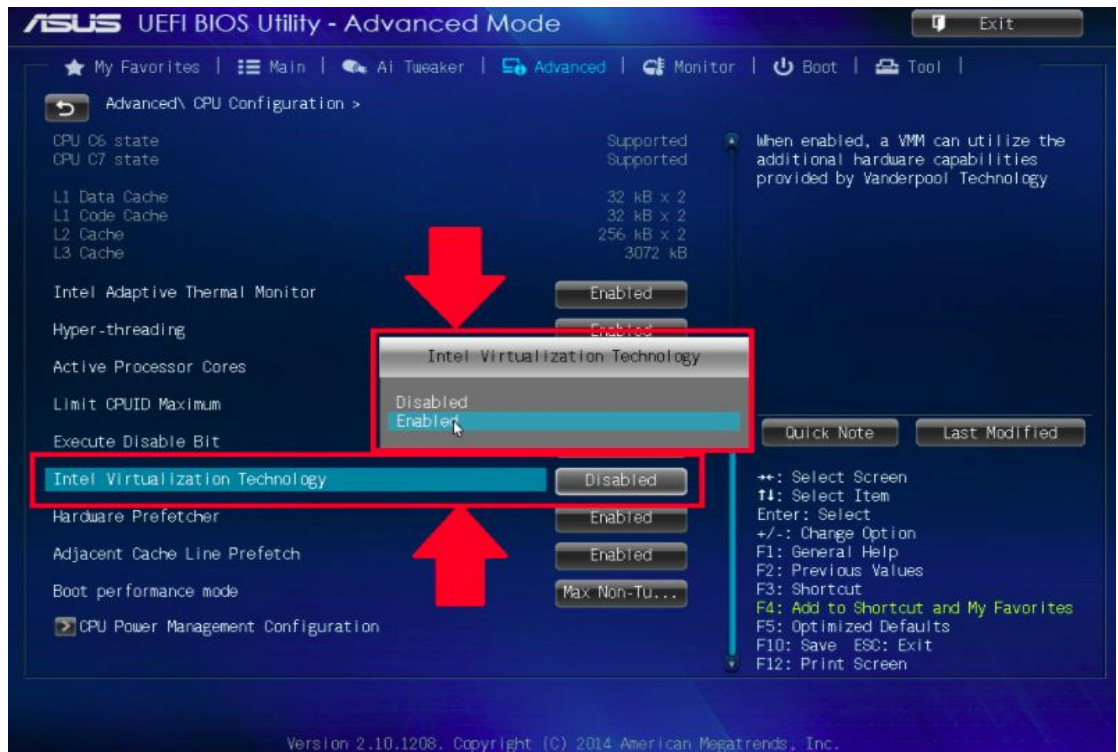 ASUS UEFI BIOS Utility - Advanced Mode
Exit
My Favorites | Main | Ai Tweaker | Advanced | Monitor | Boot | Tool |
Advanced\ CPU Configuration >
CPU C6 state Supported
CPU C7 state Supported
L1 Data Cache 32 kB x 2
L1 Code Cache 32 kB x 2
L2 Cache 256 kB x 2
L3 Cache 3072 kB
Intel Adaptive Thermal Monitor Enabled
Hyper-threading Enabled
Active Processor Cores
Limit CPUID Maximum
Execute Disable Bit
Intel Virtualization Technology Disabled
Hardware Prefetcher Enabled
Adjacent Cache Line Prefetch Enabled
Boot performance mode Max Non-Tu...
CPU Power Management Configuration
Intel Virtualization Technology
Disabled
Enabled
When enabled, a VMM can utilize the
additional hardware capabilities
provided by Vanderpool Technology
Quick Note Last Modified
→←: Select Screen
↑↓: Select Item
Enter: Select
+/-: Change Option
F1: General Help
F2: Previous Values
F3: Shortcut
F4: Add to Shortcut and My Favorites
F5: Optimized Defaults
F10: Save ESC: Exit
F12: Print Screen
Version 2.10.1208. Copyright (C) 2014 American Megatrends, Inc.